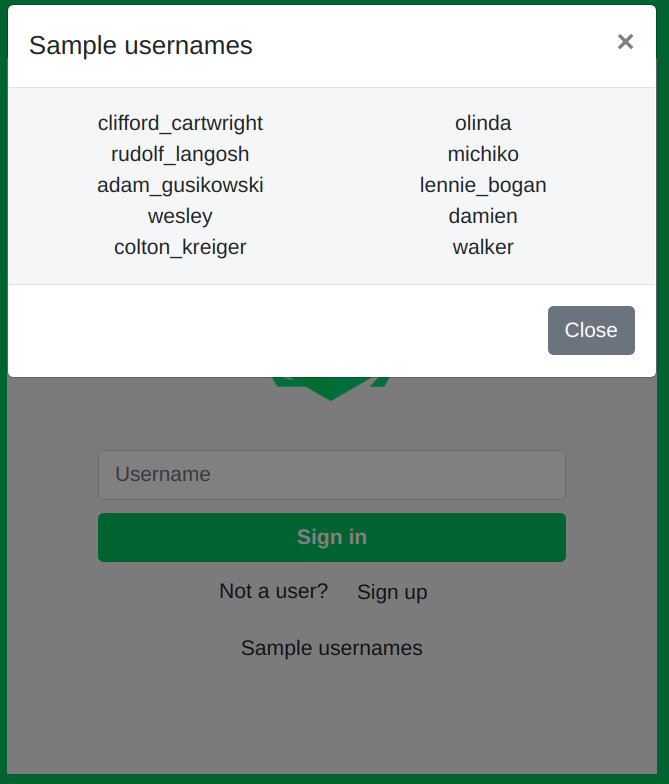 Sample usernames ×
clifford_cartwright
rudolf_langosh
adam_gusikowski
wesley
colton_kreiger
olinda
michiko
lennie_bogan
damien
walker
Close
Username
Sign in
Not a user? Sign up
Sample usernames